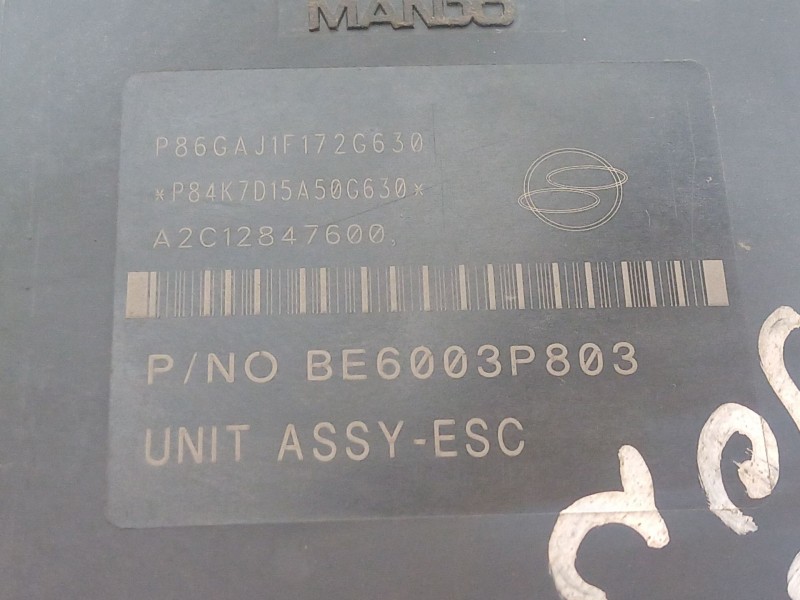 MANDO
P86GAJ1F172G630
*P84K7D15A50G630*
A2C12847600,
P/NO BE6003P803
UNIT ASSY-ESC